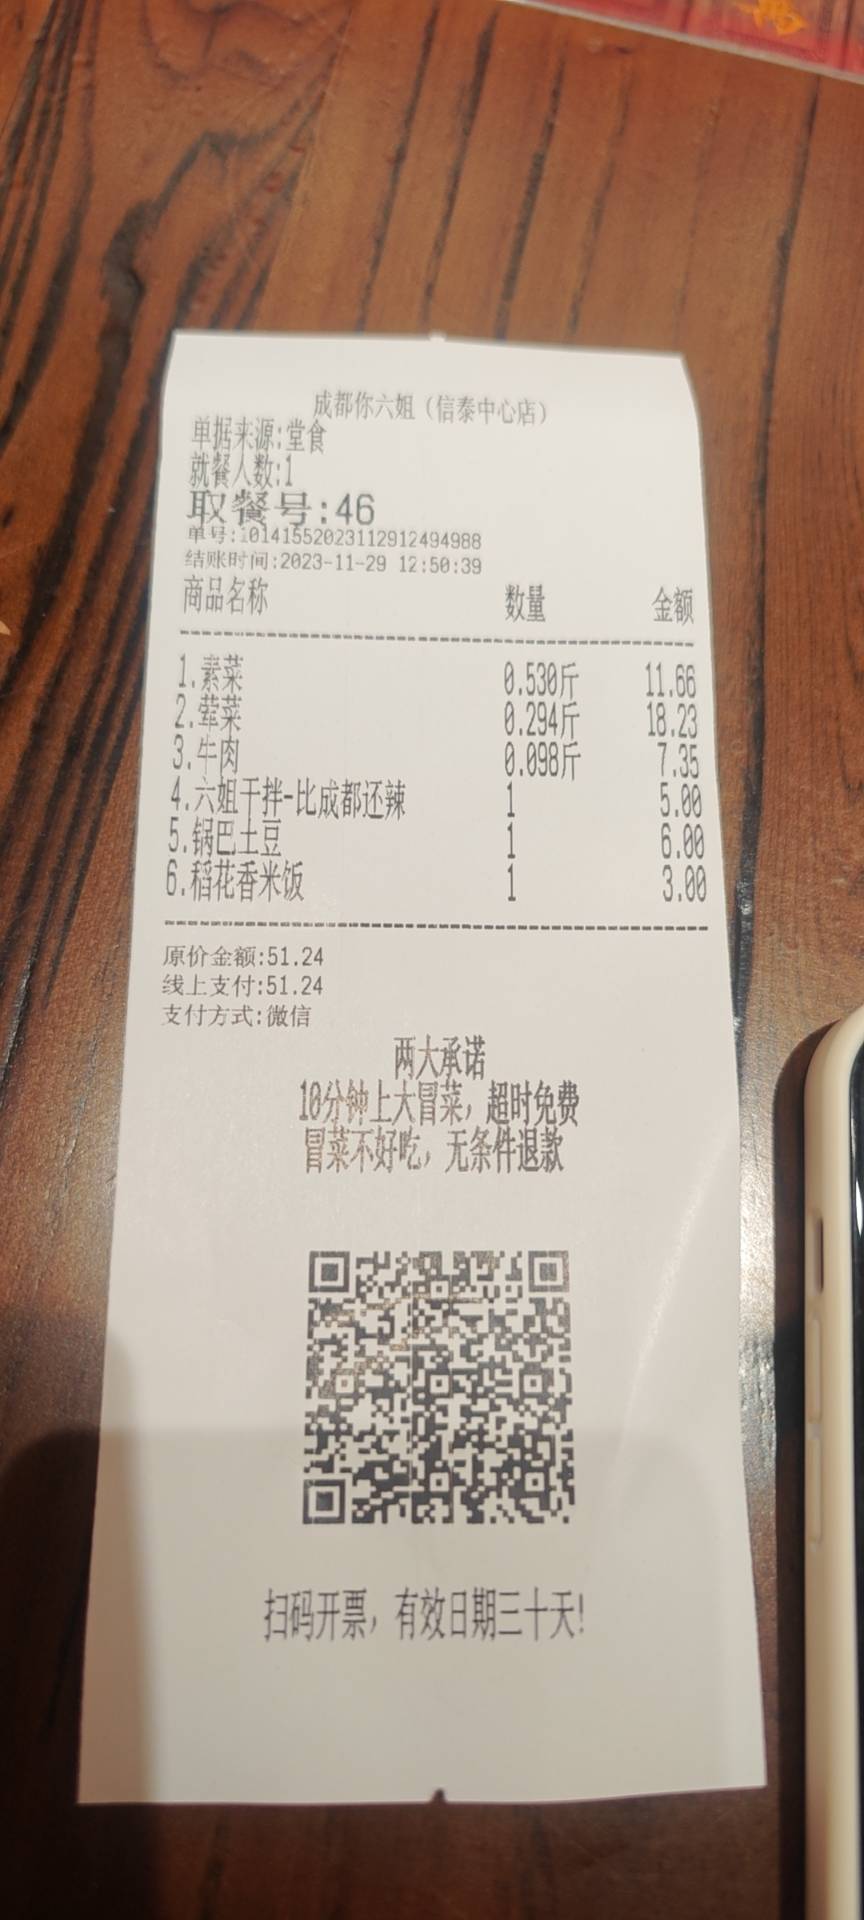 成都你六姐（信泰中心店）
单据来源:堂食
就餐人数:1
取餐号:46
单号:10141552023112912494988
结账时间:2023-11-29 12:50:39
商品名称 数量 金额
1.素菜 0.530斤 11.66
2.荤菜 0.294斤 18.23
3.牛肉 0.098斤 7.35
4.六姐干拌-比成都还辣 1 5.00
5.锅巴土豆 1 6.00
6.稻花香米饭 1 3.00
原价金额:51.24
线上支付:51.24
支付方式:微信
两大承诺
10分钟上大冒菜，超时免费
冒菜不好吃，无条件退款
扫码开票，有效日期三十天!